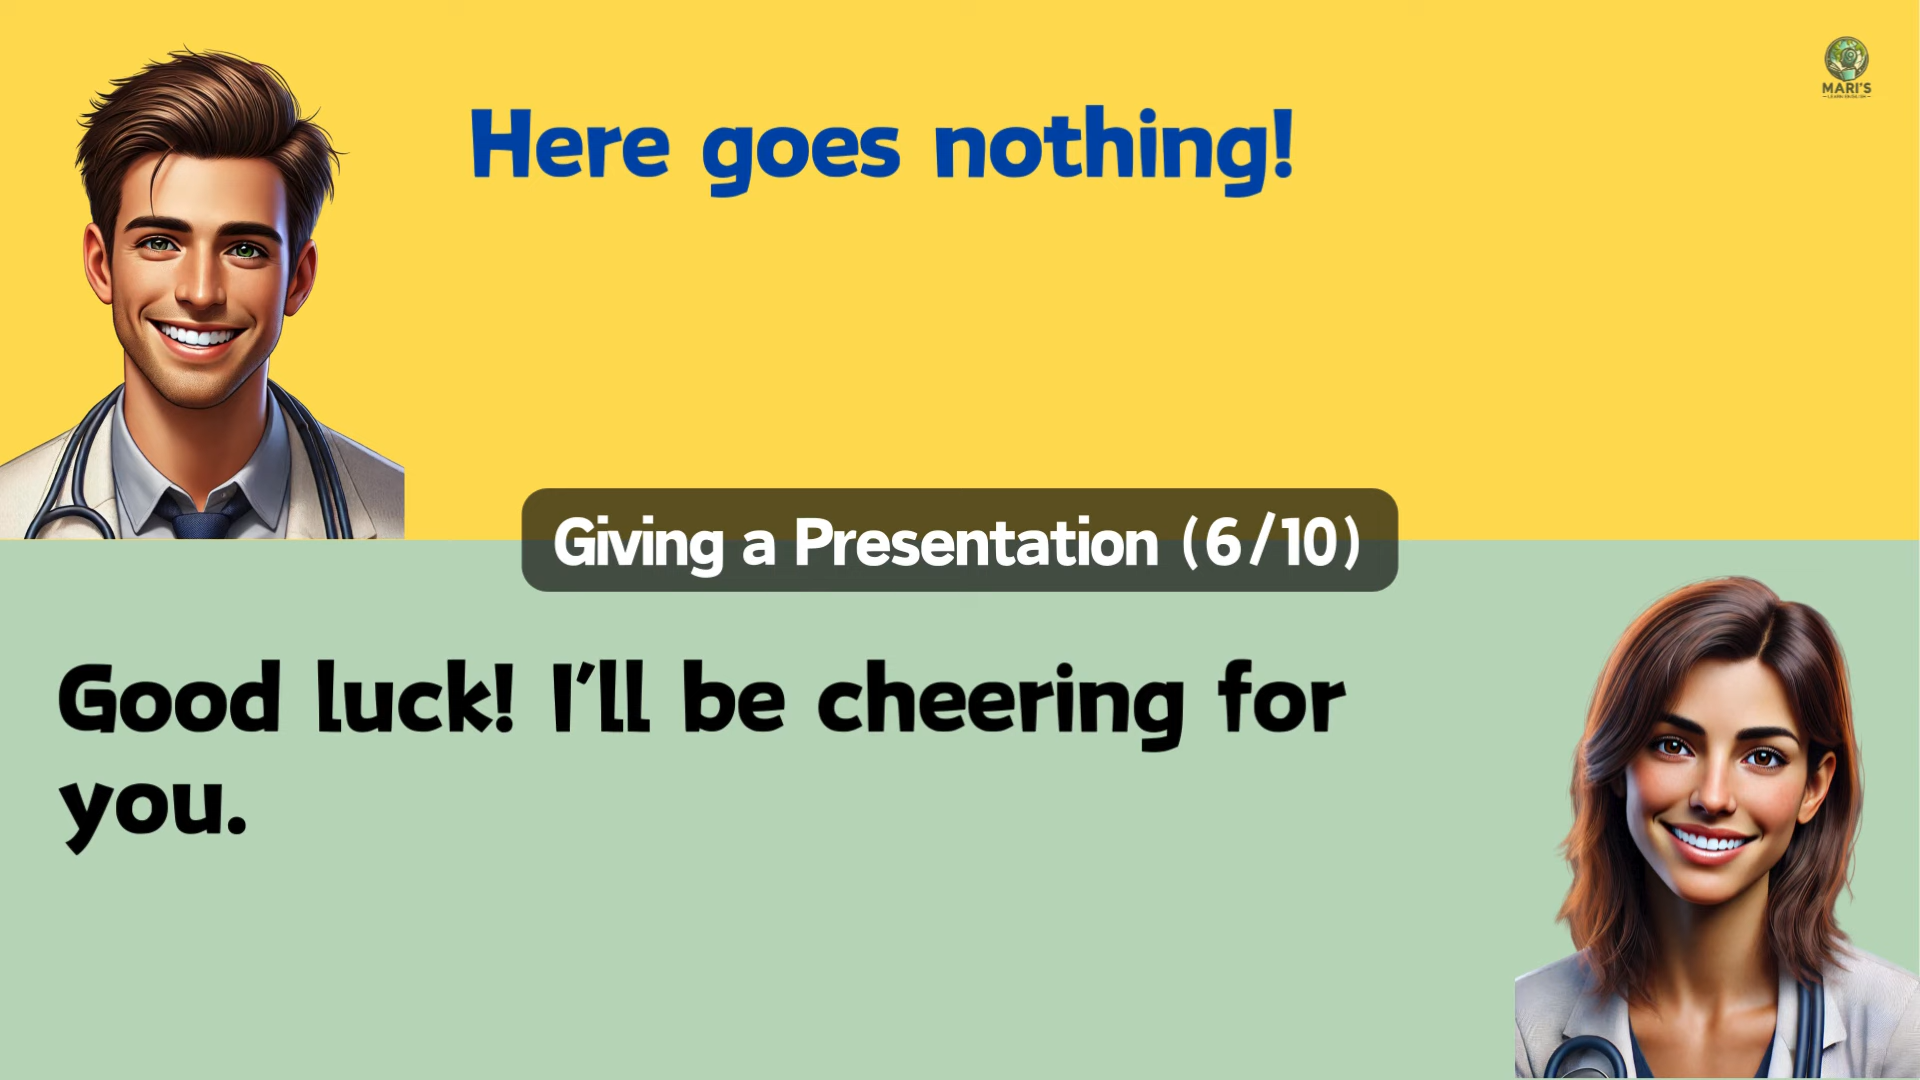 Here goes nothing!
MARI'S
Giving a Presentation (6/10)
Good luck! I'll be cheering for
you.